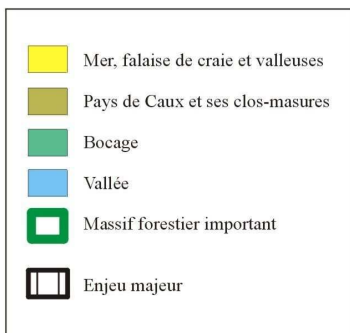 Mer, falaise de craie et valleuses
Pays de Caux et ses clos-masures
Bocage
Vallée
Massif forestier important
Enjeu majeur